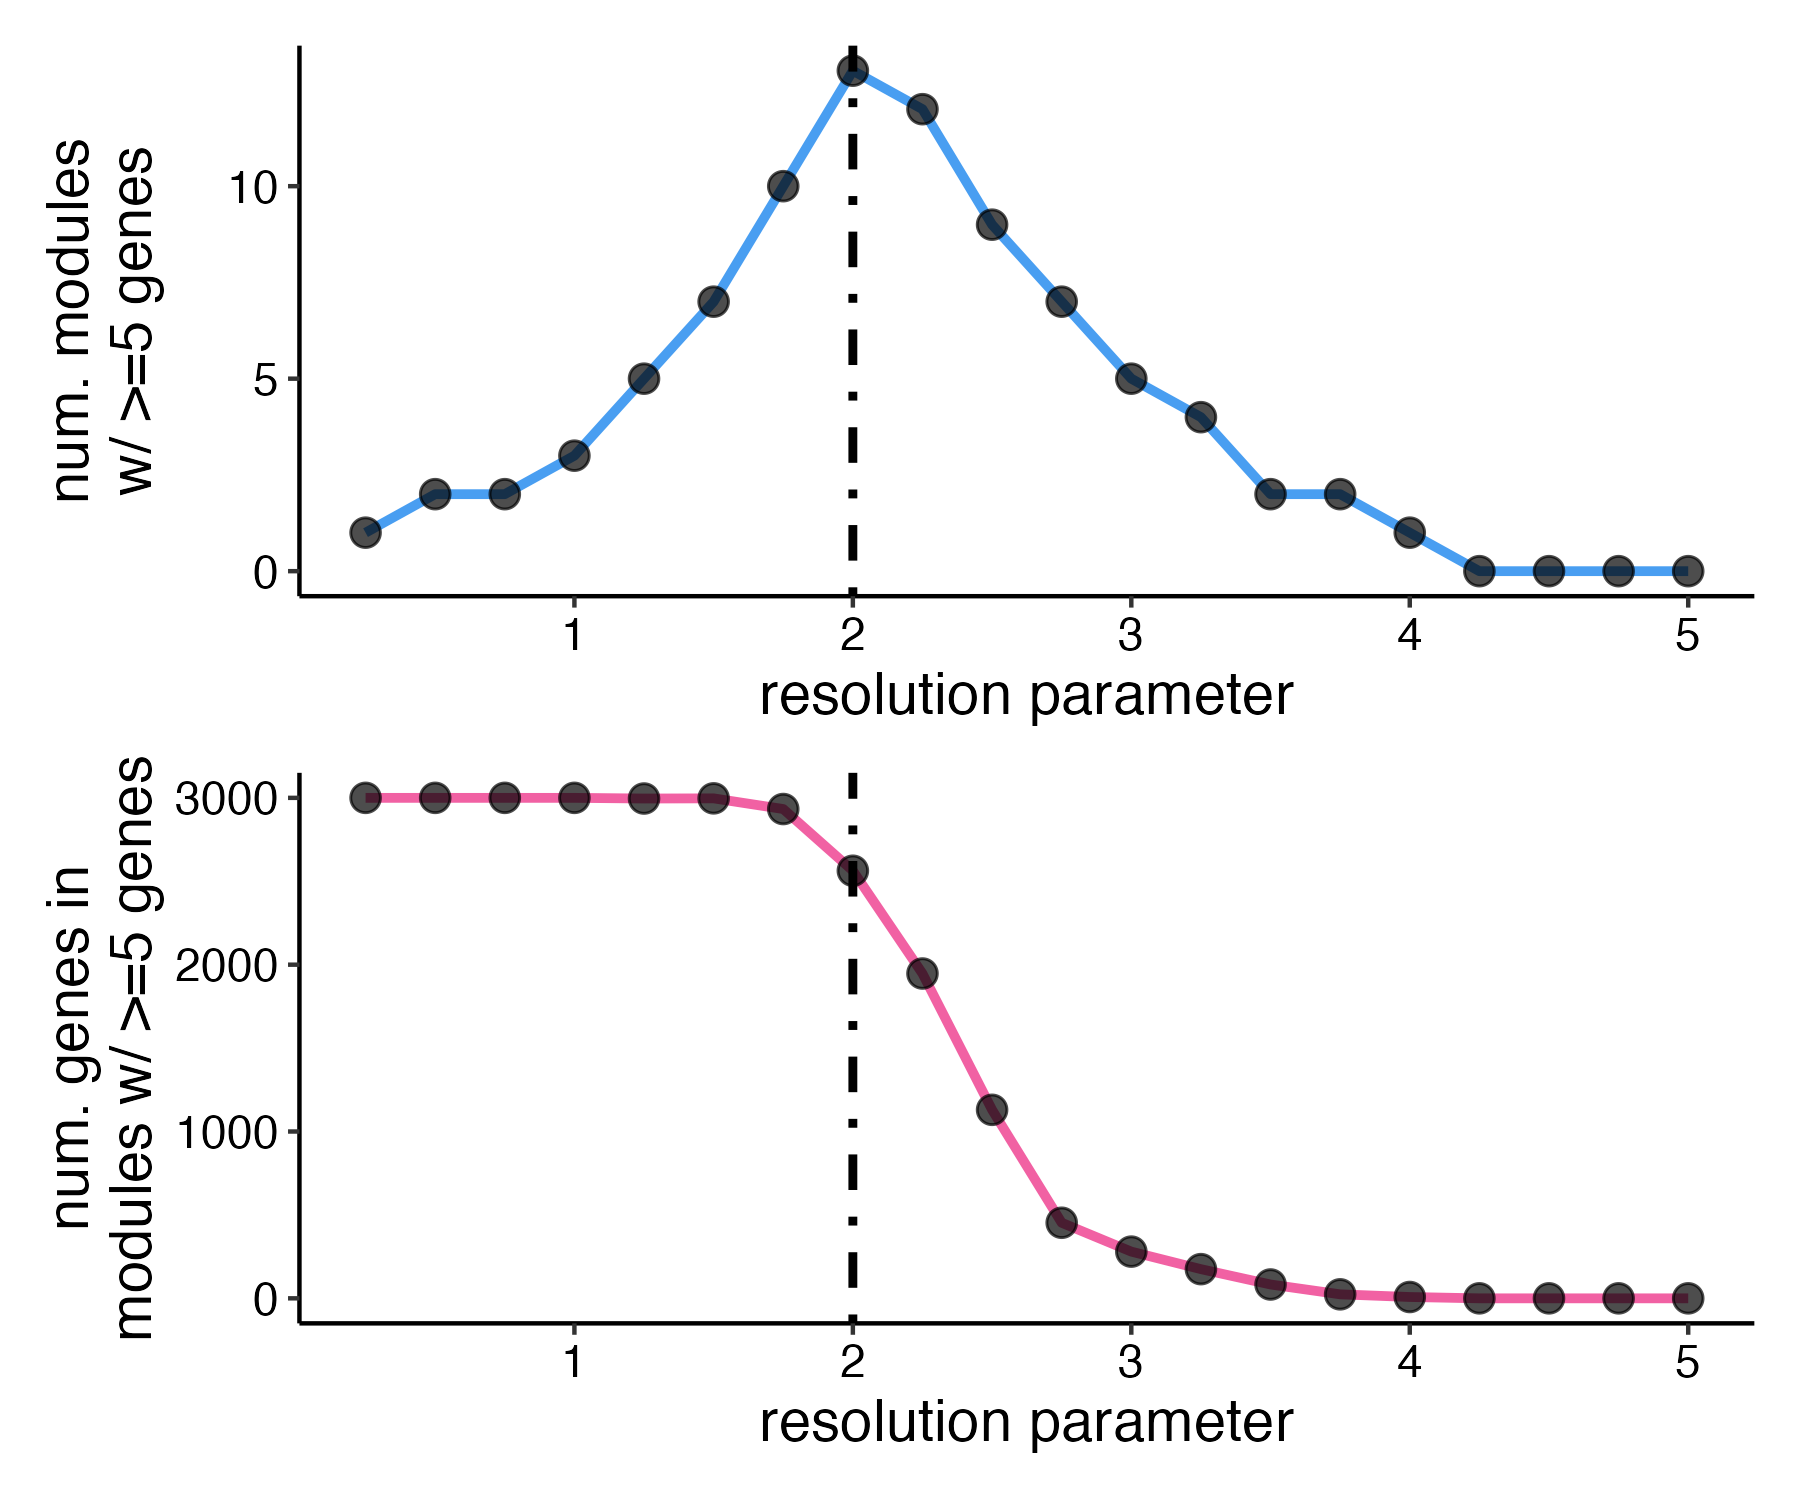 num. modules
w/ >=5 genes
10
5
0
1 2 3 4 5
resolution parameter
num. genes in
modules w/ >=5 genes
3000
2000
1000
0
1 2 3 4 5
resolution parameter